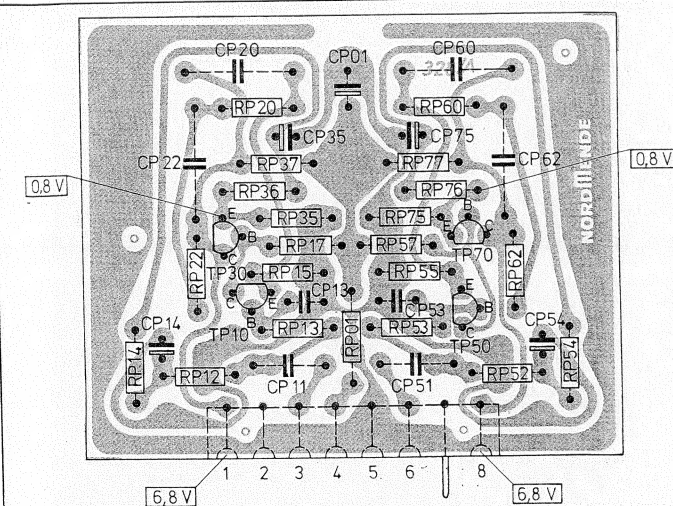 CP20
CP01
CP60
RP20
RP60
CP35
CP75
CP22
RP37
RP77
CP62
NORDMENDE
0,8 V
RP36
RP76
0,8 V
E
RP35
RP75
B
B
RP17
RP57
E
C
C
TP30
TP70
RP22
RP15
RP55
RP62
C
E
CP13
CP53
E
B
B
C
TP10
RP13
RP01
RP53
TP50
CP14
CP54
RP14
RP12
CP11
CP51
RP52
RP54
1
2
3
4
5
6
8
6,8 V
6,8 V